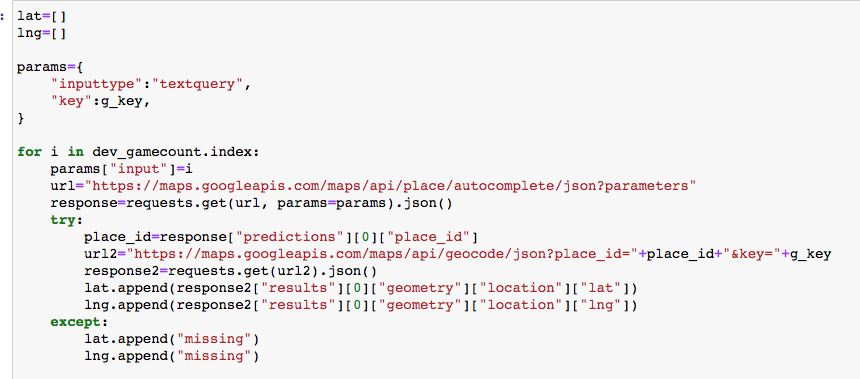 :
lat=[]
lng=[]
params={
    "inputtype":"textquery",
    "key":g_key,
}
for i in dev_gamecount.index:
    params["input"]=i
    url="https://maps.googleapis.com/maps/api/place/autocomplete/json?parameters"
    response=requests.get(url, params=params).json()
    try:
        place_id=response["predictions"][0]["place_id"]
        url2="https://maps.googleapis.com/maps/api/geocode/json?place_id="+place_id+"&key="+g_key
        response2=requests.get(url2).json()
        lat.append(response2["results"][0]["geometry"]["location"]["lat"])
        lng.append(response2["results"][0]["geometry"]["location"]["lng"])
    except:
        lat.append("missing")
        lng.append("missing")